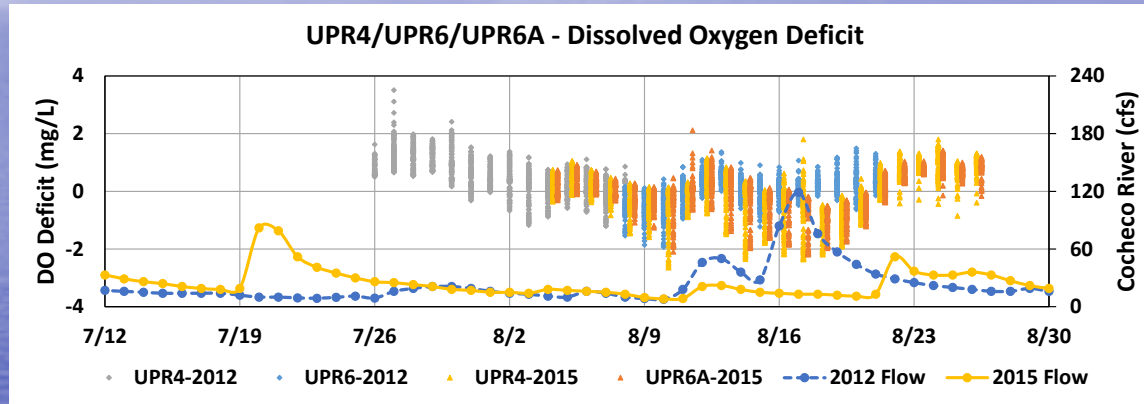 UPR4/UPR6/UPR6A - Dissolved Oxygen Deficit
DO Deficit (mg/L)
4
2
0
-2
-4
240
180
120
60
0
Cocheco River (cfs)
7/12 7/19 7/26 8/2 8/9 8/16 8/23 8/30
UPR4-2012 UPR6-2012 UPR4-2015 UPR6A-2015 2012 Flow 2015 Flow